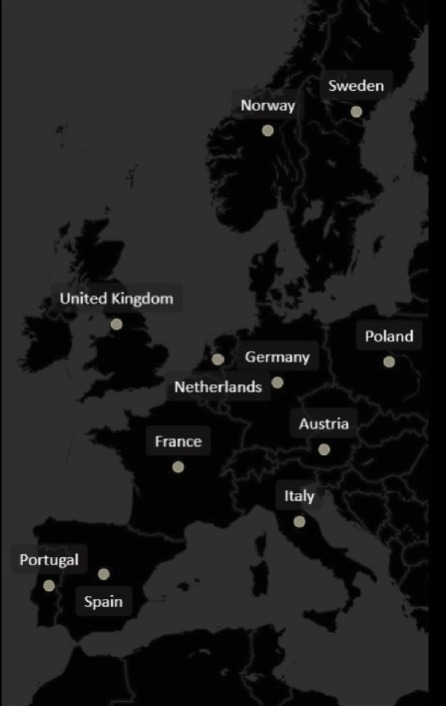 Sweden
Norway
United Kingdom
Poland
Germany
Netherlands
Austria
France
Italy
Portugal
Spain